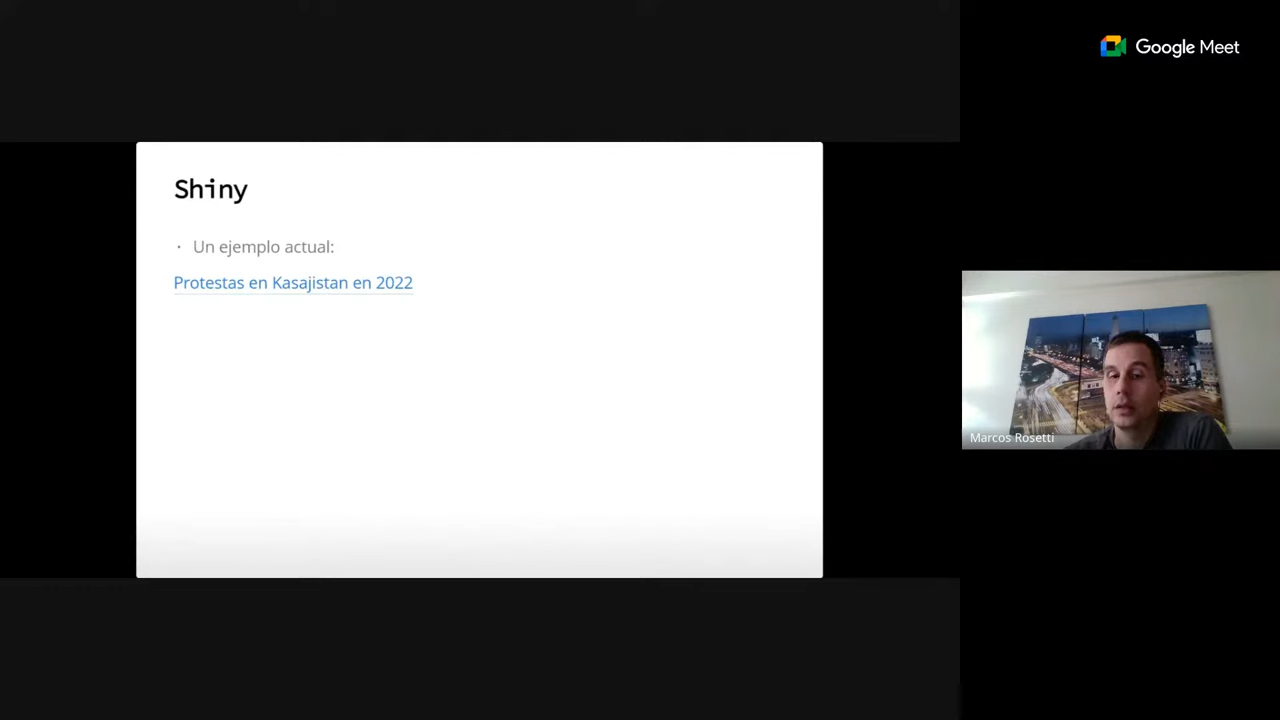 Google Meet
Shiny
· Un ejemplo actual:
Protestas en Kasajistan en 2022
Marcos Rosetti